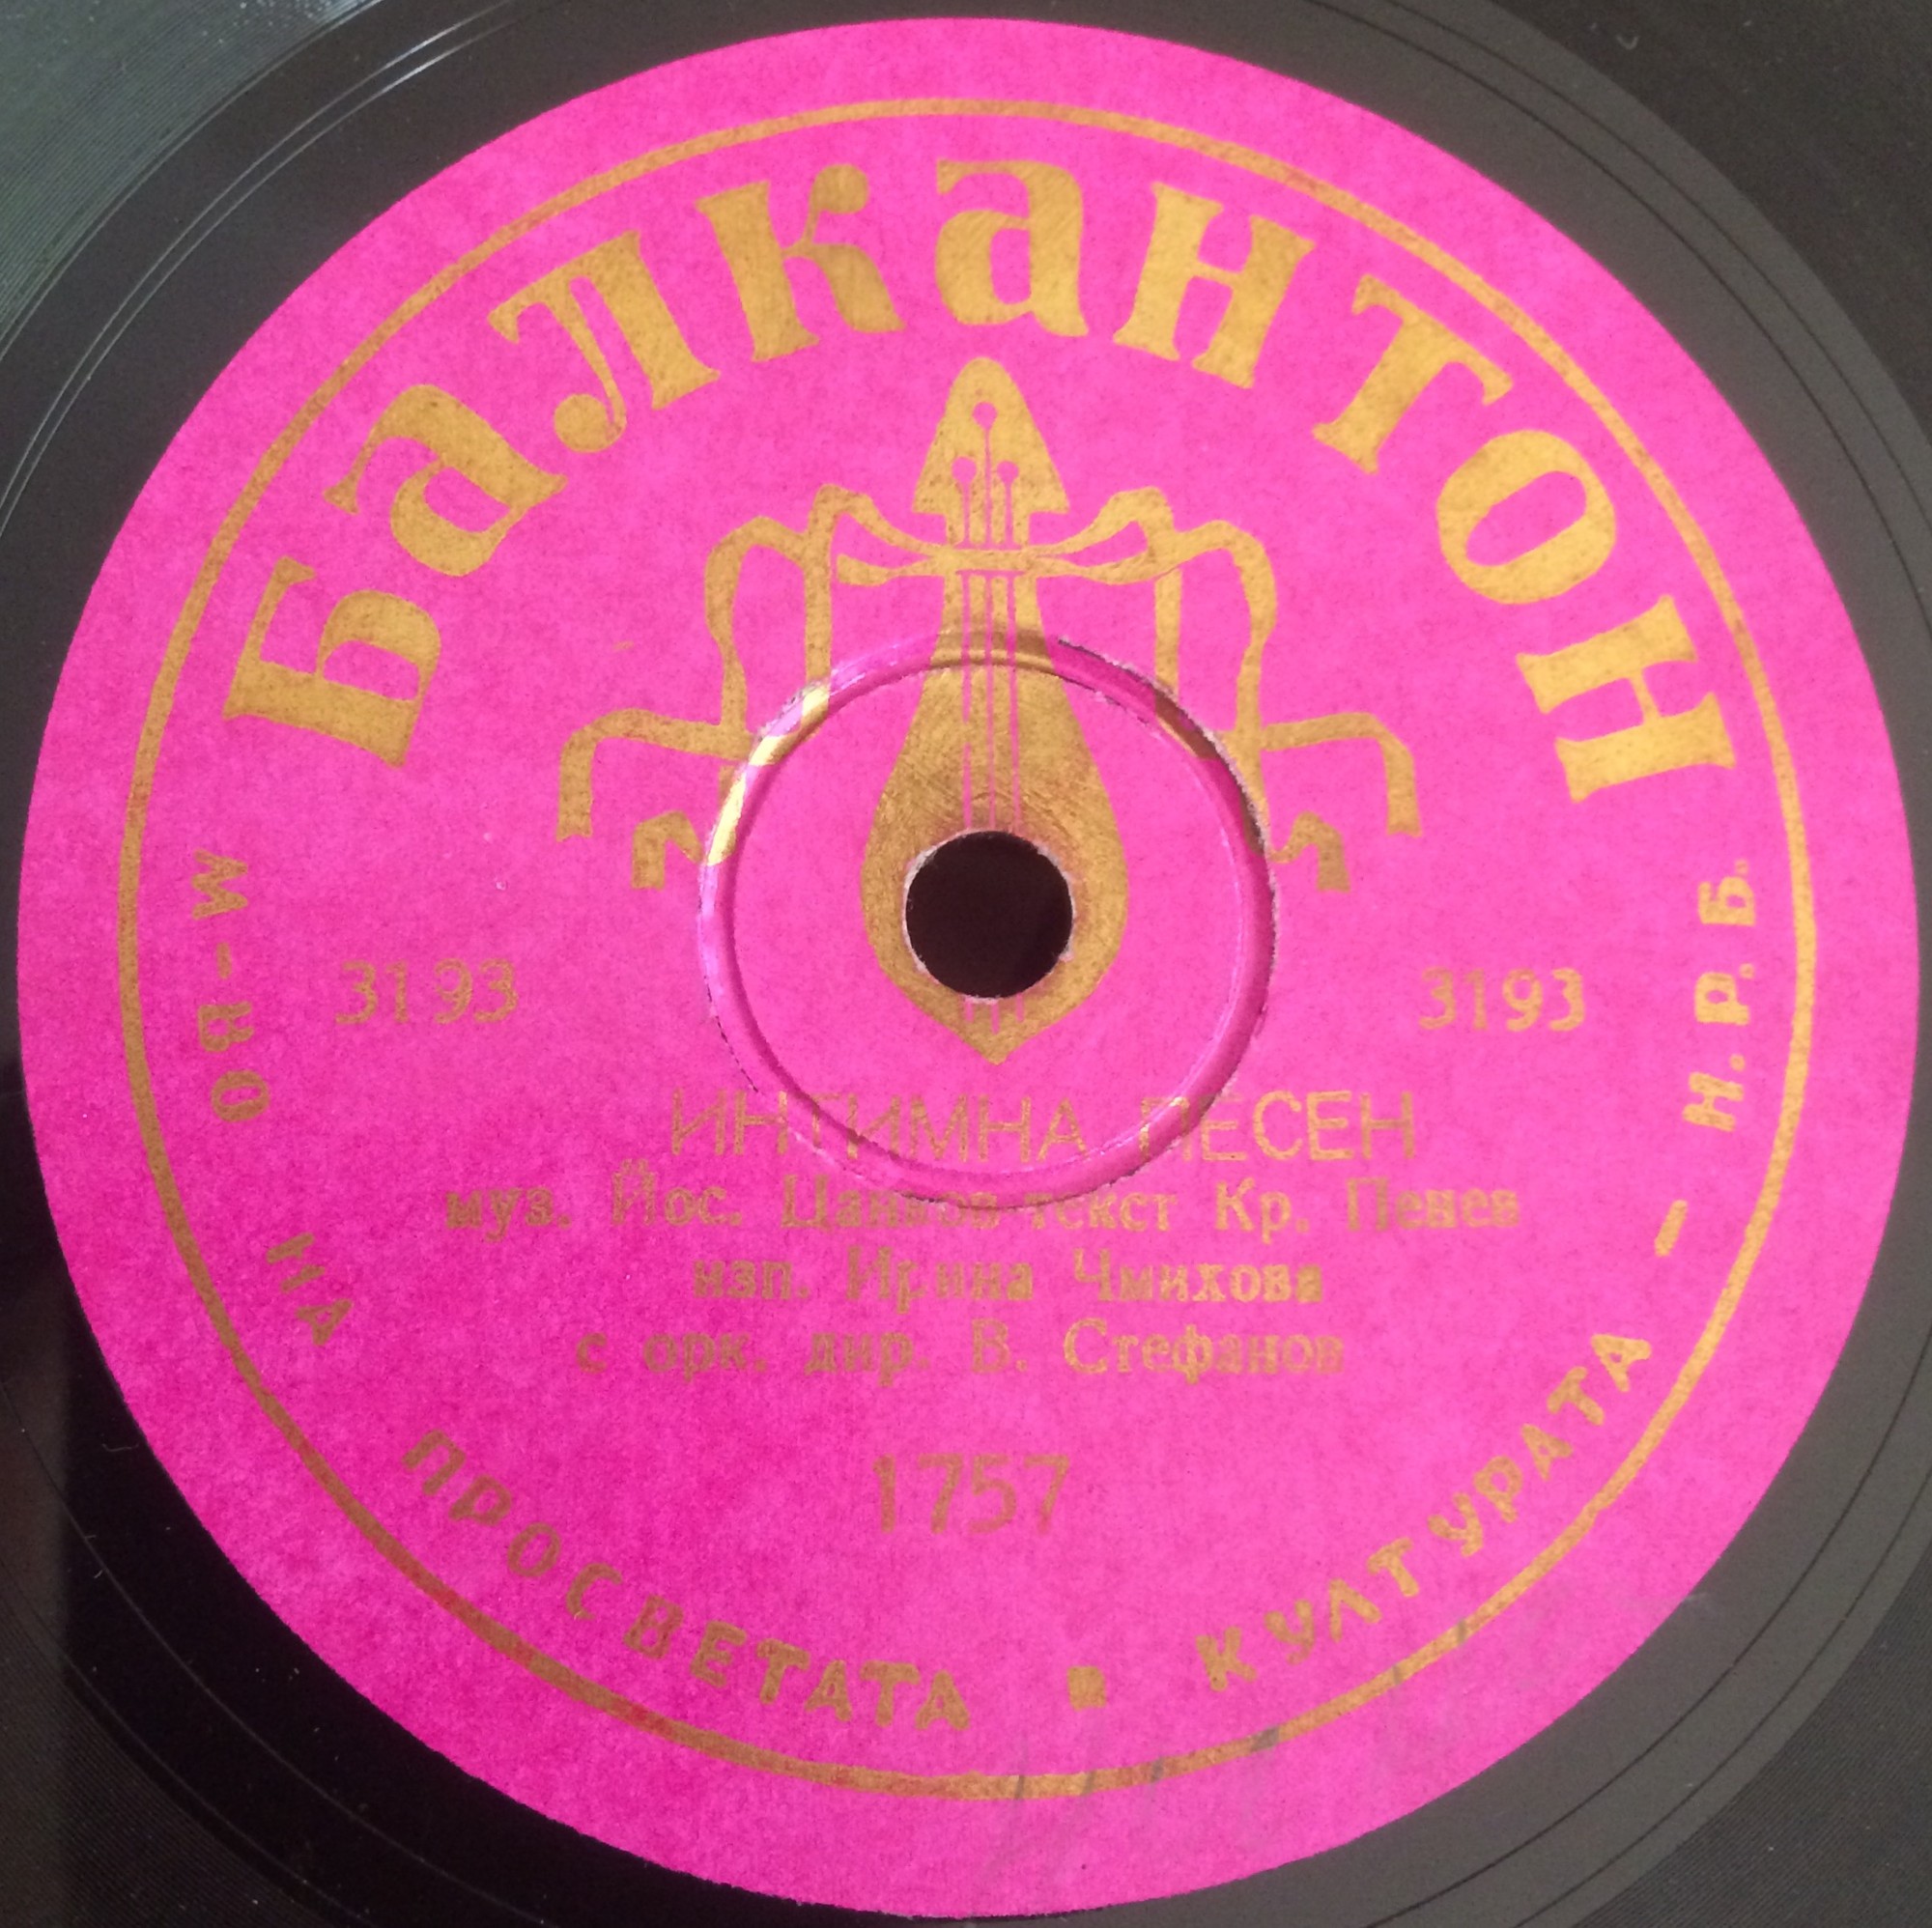 Балкантон
3193
3193
ИНТИМНА ПЕСЕН
муз. Йос. Цанков-текст Кр. Пенев
изп. Ирина Чмихова
с орк. дир. В. Стефанов
1757
М-ВО НА ПРОСВЕТАТА И КУЛТУРАТА – Н.Р.Б.